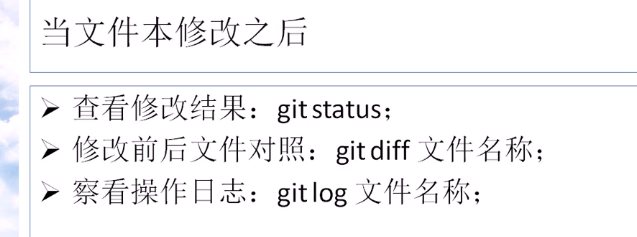 当文件本修改之后
➢ 查看修改结果：git status；
➢ 修改前后文件对照：git diff 文件名称；
➢ 察看操作日志：git log 文件名称；